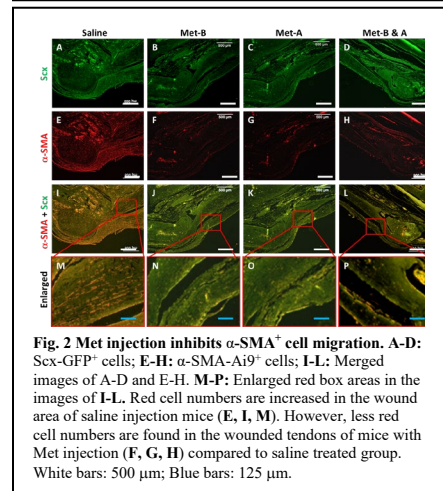 Saline Met-B Met-A Met-B & A
Scx
A B C D
500 µm
α-SMA
E F G H
α-SMA + Scx
I J K L
Enlarged
M N O P
Fig. 2 Met injection inhibits α-SMA⁺ cell migration. A-D:
Scx-GFP⁺ cells; E-H: α-SMA-Ai9⁺ cells; I-L: Merged
images of A-D and E-H. M-P: Enlarged red box areas in the
images of I-L. Red cell numbers are increased in the wound
area of saline injection mice (E, I, M). However, less red
cell numbers are found in the wounded tendons of mice with
Met injection (F, G, H) compared to saline treated group.
White bars: 500 µm; Blue bars: 125 µm.